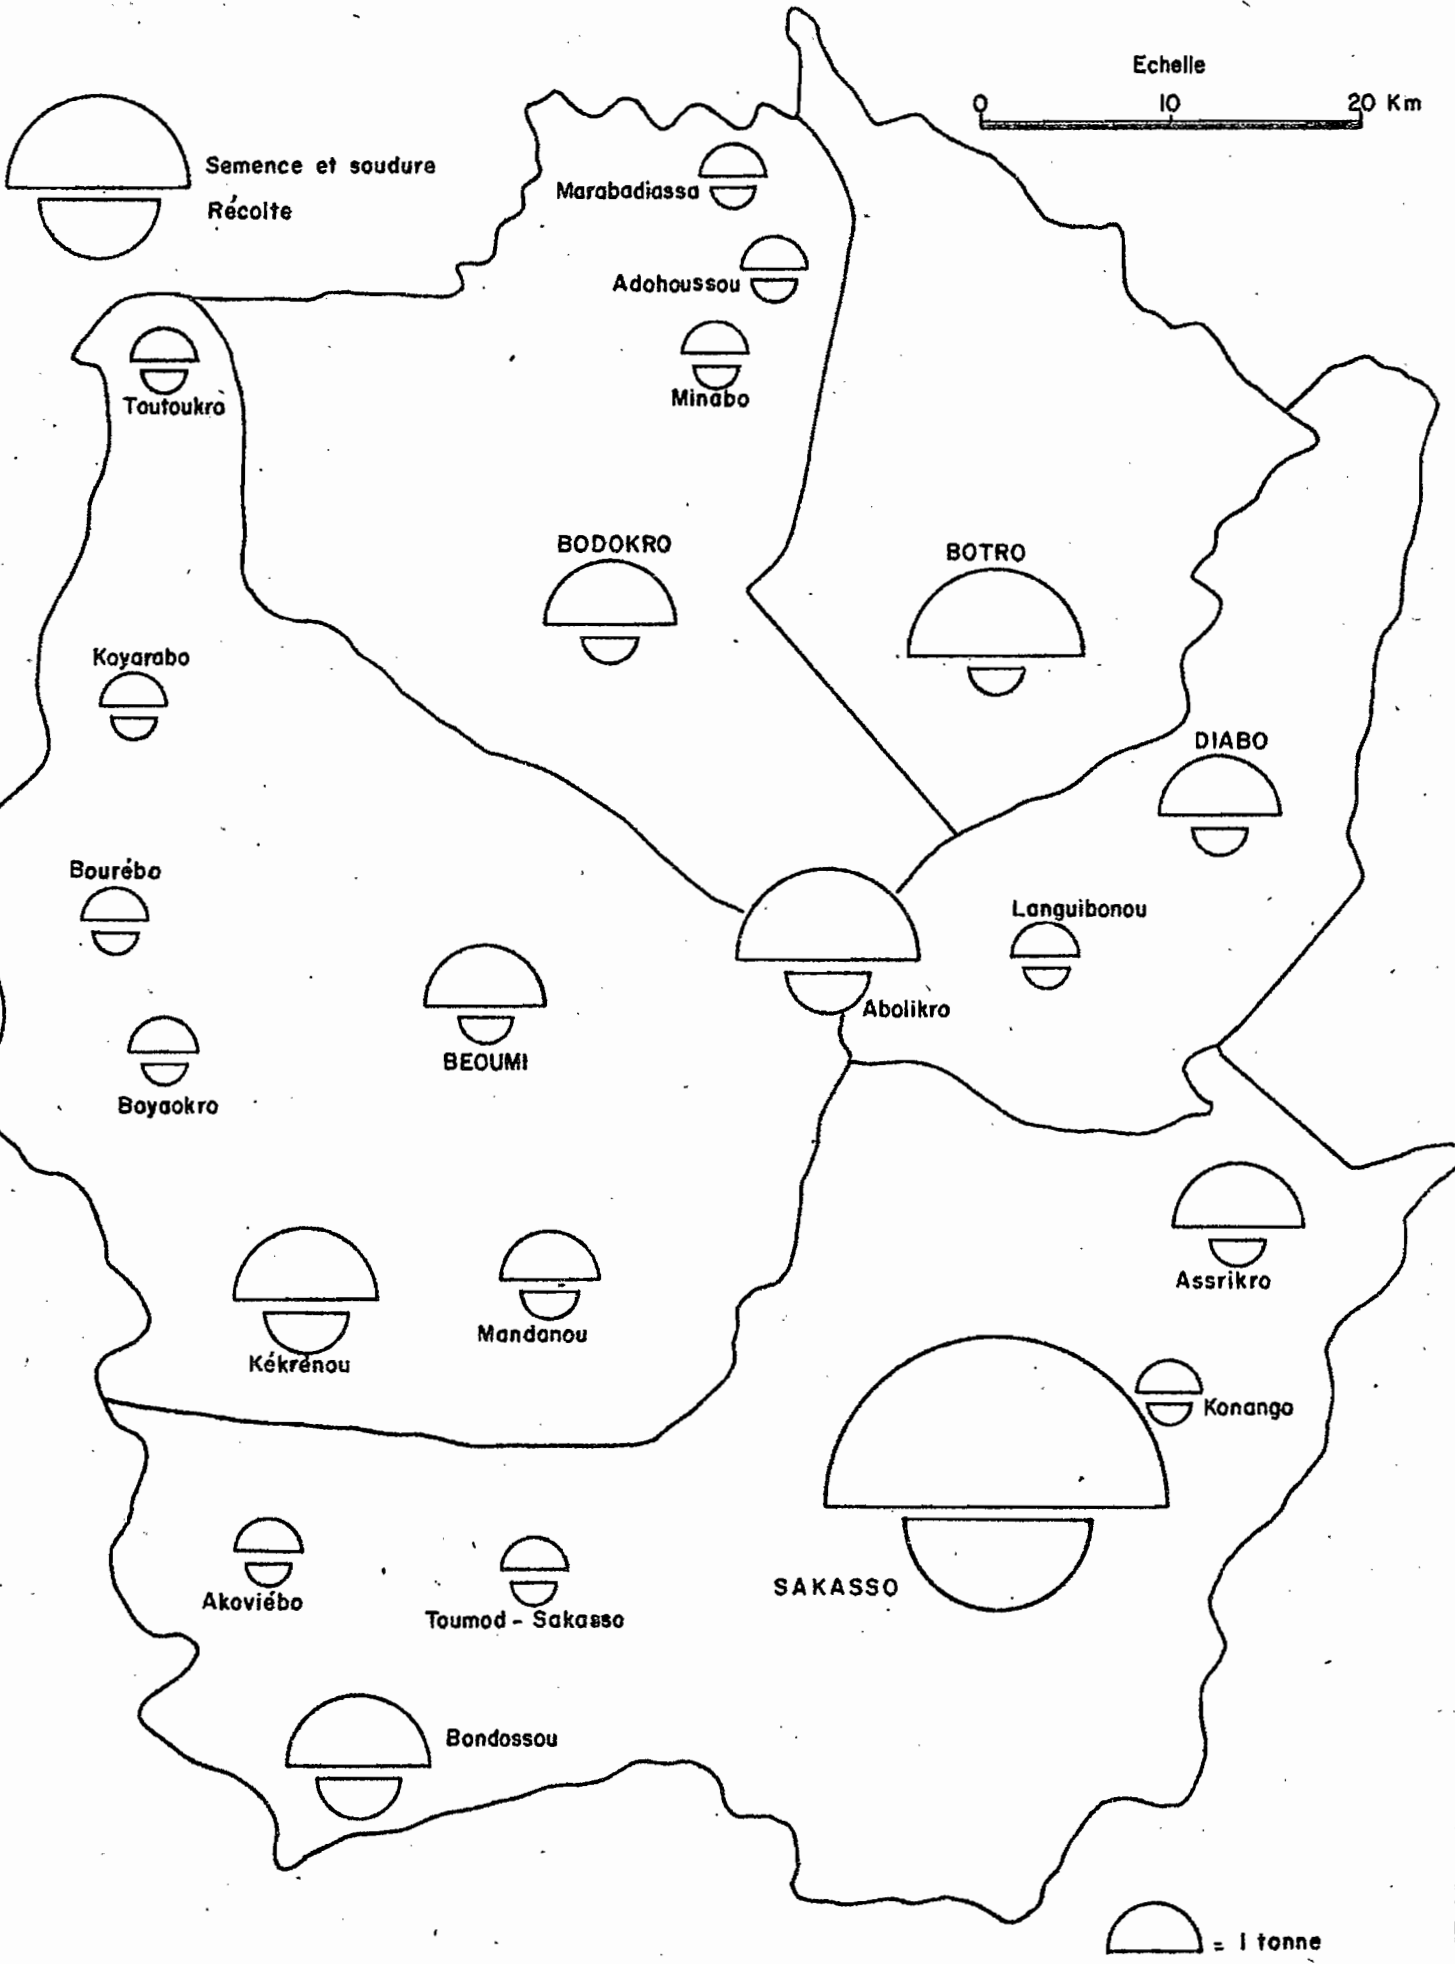 Echelle
0 10 20 Km
Semence et soudure
Récolte
Marabadiassa
Adohoussou
Minabo
Toutoukro
BODOKRO
BOTRO
Koyarabo
DIABO
Bourébo
Languibonou
Abolikro
BEOUMI
Boyaokro
Assrikro
Mandanou
Kékrénou
Konango
SAKASSO
Akoviébo
Toumod - Sakasso
Bondossou
= 1 tonne